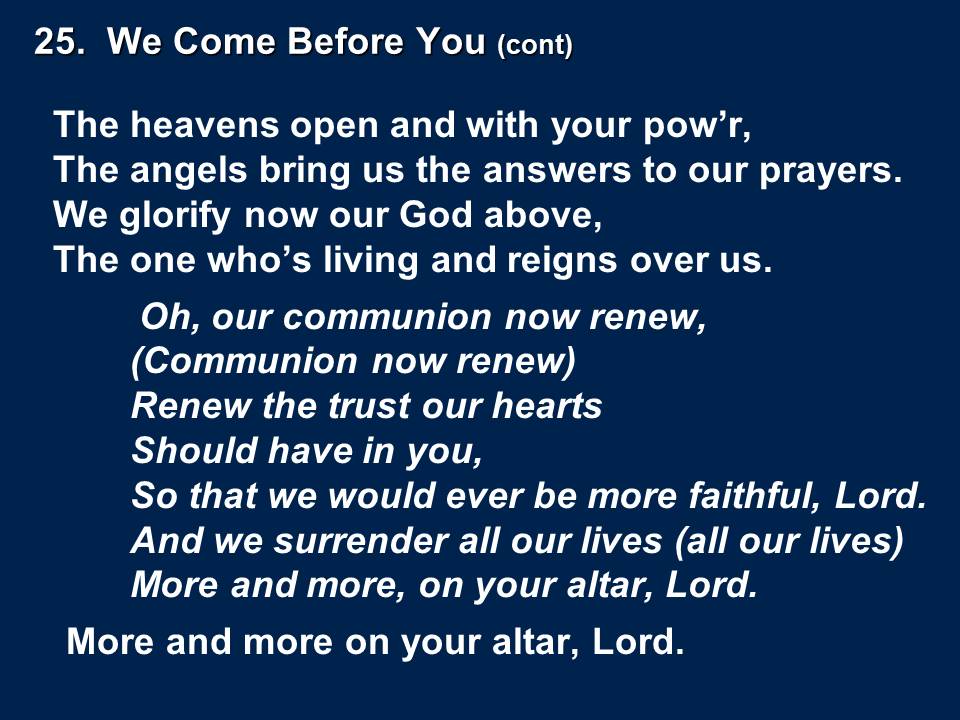 25. We Come Before You (cont)
The heavens open and with your pow’r,
The angels bring us the answers to our prayers.
We glorify now our God above,
The one who’s living and reigns over us.
Oh, our communion now renew,
(Communion now renew)
Renew the trust our hearts
Should have in you,
So that we would ever be more faithful, Lord.
And we surrender all our lives (all our lives)
More and more, on your altar, Lord.
More and more on your altar, Lord.